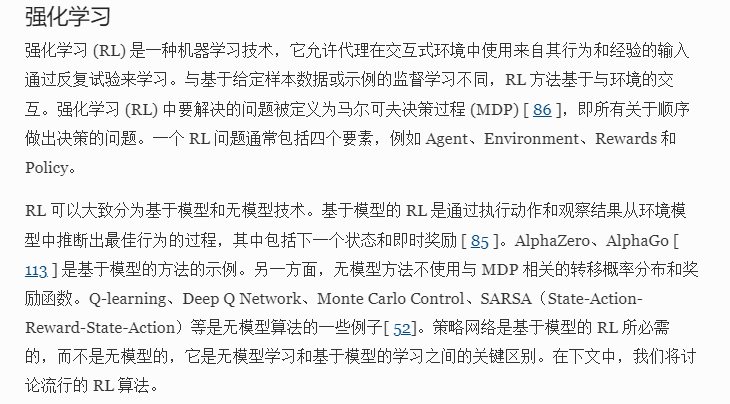 强化学习
强化学习 (RL) 是一种机器学习技术，它允许代理在交互式环境中使用来自其行为和经验的输入
通过反复试验来学习。与基于给定样本数据或示例的监督学习不同，RL 方法基于与环境的交
互。强化学习 (RL) 中要解决的问题被定义为马尔可夫决策过程 (MDP) [ 86 ]，即所有关于顺序
做出决策的问题。一个 RL 问题通常包括四个要素，例如 Agent、Environment、Rewards 和
Policy。
RL 可以大致分为基于模型和无模型技术。基于模型的 RL 是通过执行动作和观察结果从环境模
型中推断出最佳行为的过程，其中包括下一个状态和即时奖励 [ 85 ]。AlphaZero、AlphaGo [
113 ] 是基于模型的方法的示例。另一方面，无模型方法不使用与 MDP 相关的转移概率分布和奖
励函数。Q-learning、Deep Q Network、Monte Carlo Control、SARSA（State-Action-
Reward-State-Action）等是无模型算法的一些例子[ 52]。策略网络是基于模型的 RL 所必需
的，而不是无模型的，它是无模型学习和基于模型的学习之间的关键区别。在下文中，我们将讨
论流行的 RL 算法。